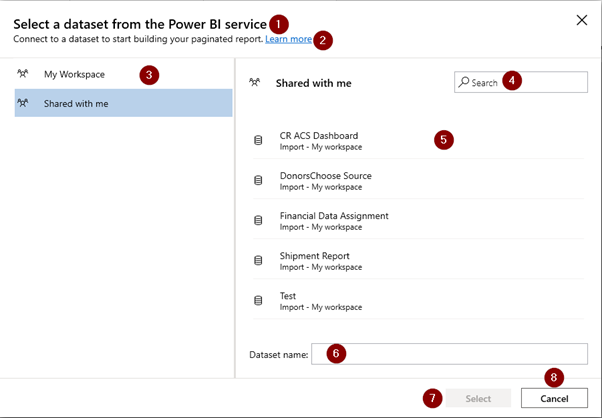 Select a dataset from the Power BI service 1
Connect to a dataset to start building your paginated report. Learn more 2
My Workspace 3
Shared with me
Shared with me
Search 4
CR ACS Dashboard 5
Import - My workspace
DonorsChoose Source
Import - My workspace
Financial Data Assignment
Import - My workspace
Shipment Report
Import - My workspace
Test
Import - My workspace
Dataset name: 6
8
7 Select Cancel